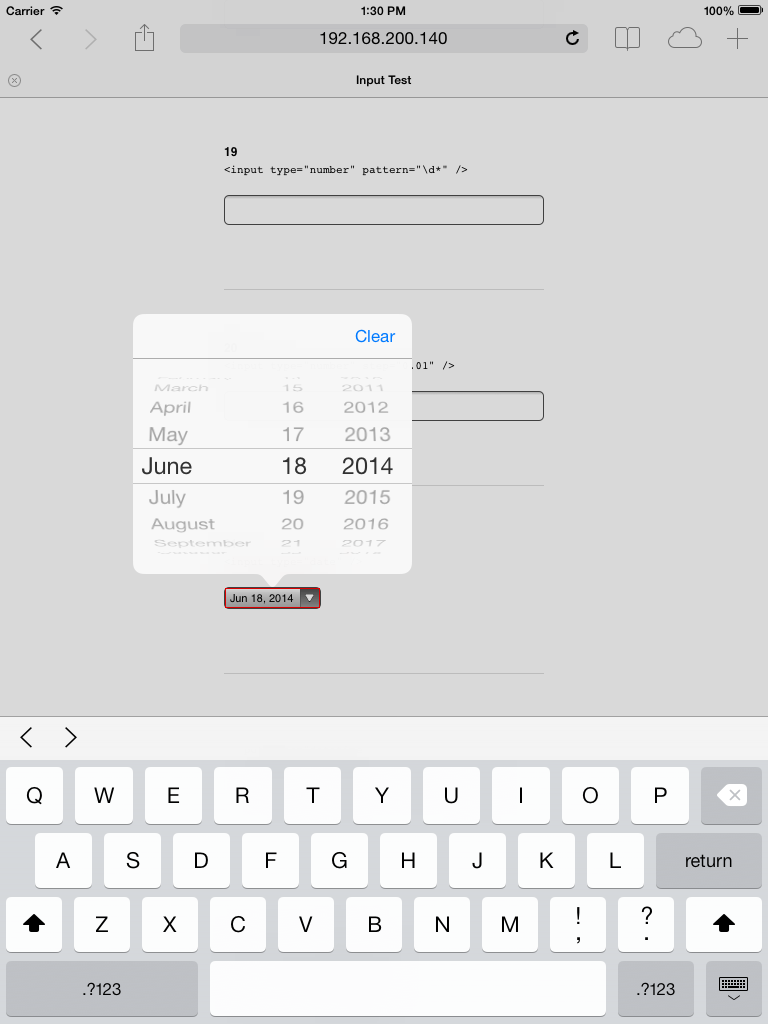 Carrier 1:30 PM 100%
192.168.200.140
Input Test
19
<input type="number" pattern="\d*" />
Clear
.01" />
March 15 2011
April 16 2012
May 17 2013
June 18 2014
July 19 2015
August 20 2016
September 21 2017
Jun 18, 2014
Q W E R T Y U I O P
A S D F G H J K L return
Z X C V B N M ! , ? .
.?123 .?123